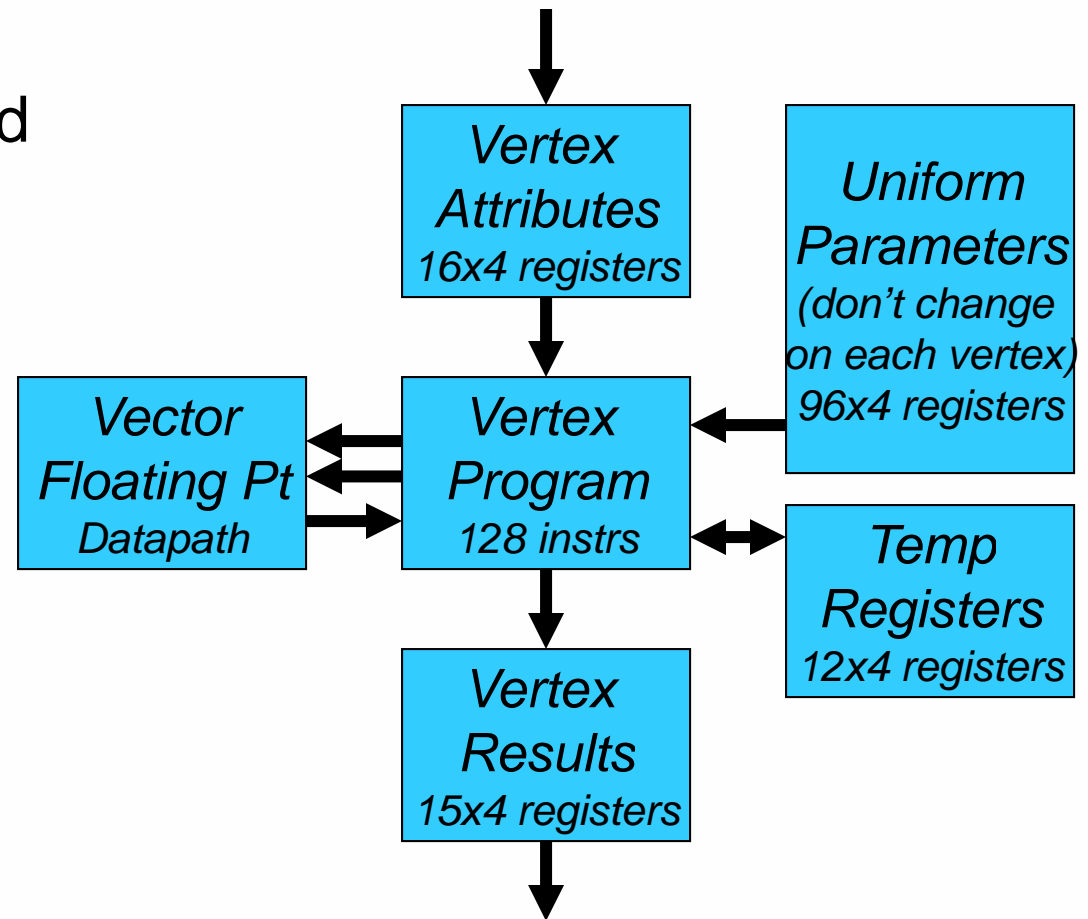 d
Vertex
Attributes
16x4 registers
Uniform
Parameters
(don't change
on each vertex)
96x4 registers
Vector
Floating Pt
Datapath
Vertex
Program
128 instrs
Temp
Registers
12x4 registers
Vertex
Results
15x4 registers